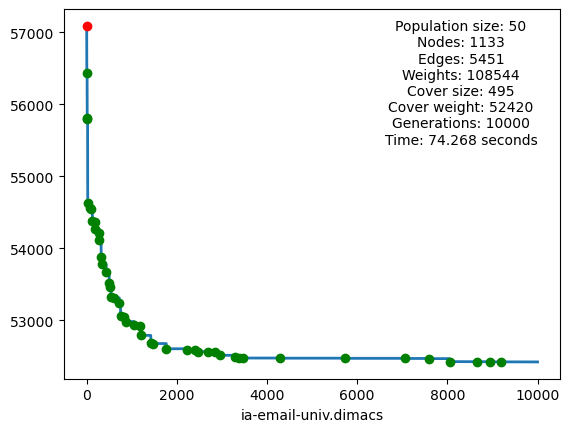 57000
56000
55000
54000
53000
Population size: 50
Nodes: 1133
Edges: 5451
Weights: 108544
Cover size: 495
Cover weight: 52420
Generations: 10000
Time: 74.268 seconds
0 2000 4000 6000 8000 10000
ia-email-univ.dimacs